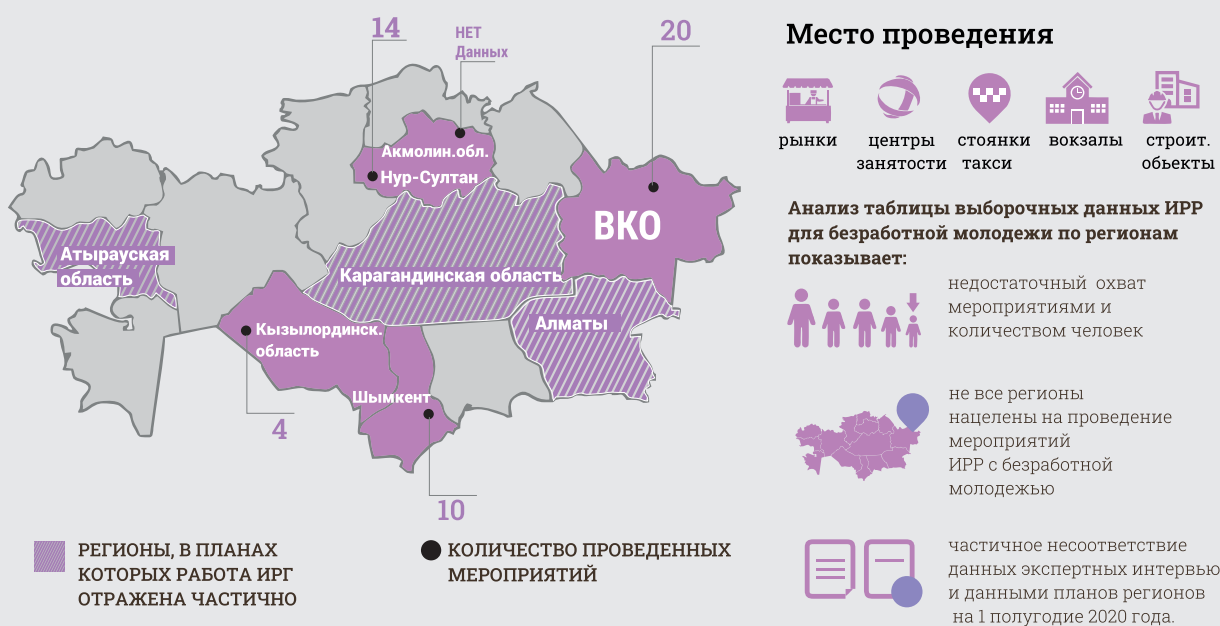 14
НЕТ
Данных
20
Акмолин.обл.
Нур-Султан
ВКО
Атырауская
область
Карагандинская область
Кызылординск.
область
Алматы
Шымкент
4
10
РЕГИОНЫ, В ПЛАНАХ
КОТОРЫХ РАБОТА ИРГ
ОТРАЖЕНА ЧАСТИЧНО
КОЛИЧЕСТВО ПРОВЕДЕННЫХ
МЕРОПРИЯТИЙ
Место проведения
рынки
центры
занятости
стоянки
такси
вокзалы
строит.
обьекты
Анализ таблицы выборочных данных ИРР
для безработной молодежи по регионам
показывает:
недостаточный охват
мероприятиями и
количеством человек
не все регионы
нацелены на проведение
мероприятий
ИРР с безработной
молодежью
частичное несоответствие
данных экспертных интервью
и данными планов регионов
на 1 полугодие 2020 года.